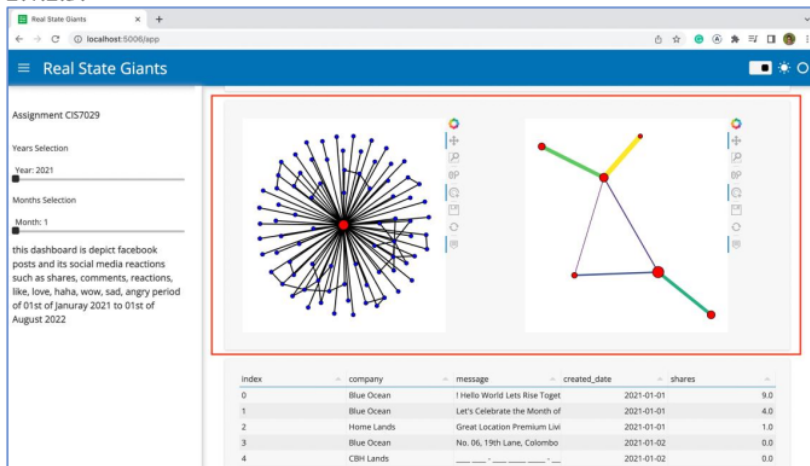 Real State Giants
localhost:5006/app
Real State Giants
Assignment CIS7029
Years Selection
Year: 2021
Months Selection
Month: 1
this dashboard is depict facebook
posts and its social media reactions
such as shares, comments, reactions,
like, love, haha, wow, sad, angry period
of 01st of Januray 2021 to 01st of
August 2022
index company message created_date shares
0 Blue Ocean ! Hello World Lets Rise Toget 2021-01-01 9.0
1 Blue Ocean Let's Celebrate the Month of 2021-01-01 4.0
2 Home Lands Great Location Premium Livi 2021-01-01 1.0
3 Blue Ocean No. 06, 19th Lane, Colombo 2021-01-02 0.0
4 CBH Lands 2021-01-02 0.0